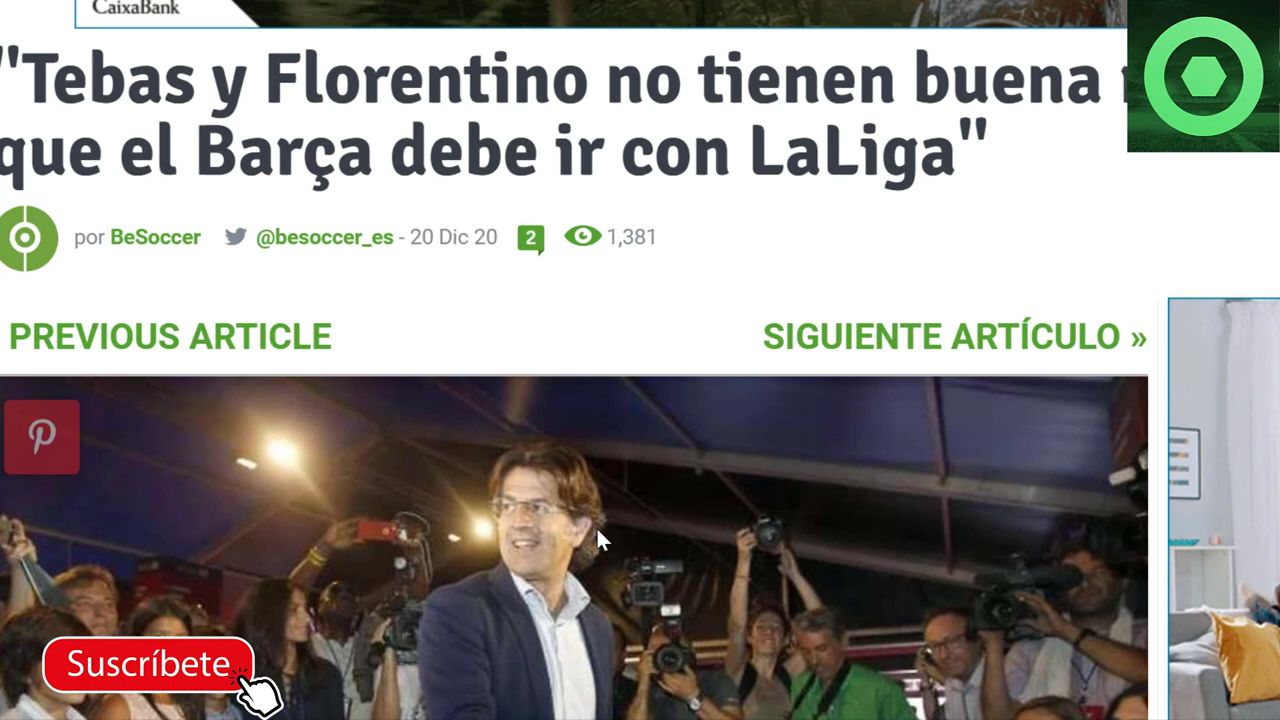 CaixaBank
"Tebas y Florentino no tienen buena
que el Barça debe ir con LaLiga"
por BeSoccer @besoccer_es - 20 Dic 20 2 1,381
PREVIOUS ARTICLE SIGUIENTE ARTÍCULO »
Suscríbete